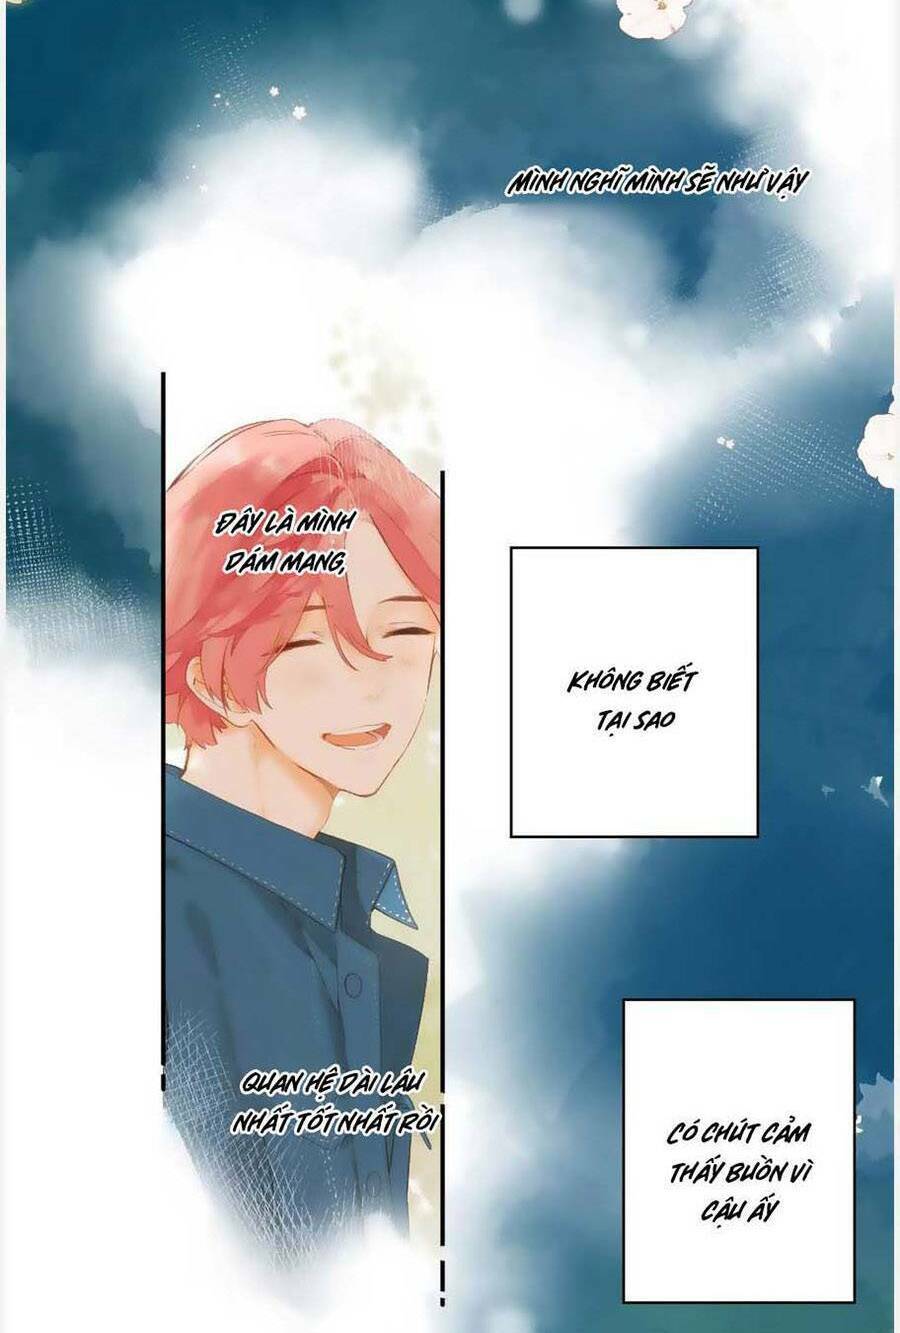 MÌNH NGHĨ MÌNH SẼ NHƯ VẬY
ĐÂY LÀ MÌNH
DÁM MANG,
KHÔNG BIẾT
TẠI SAO
QUAN HỆ DÀI LÂU
NHẤT TỐT NHẤT RỒI
CÓ CHÚT CẢM
THẤY BUỒN VÌ
CẬU ẤY